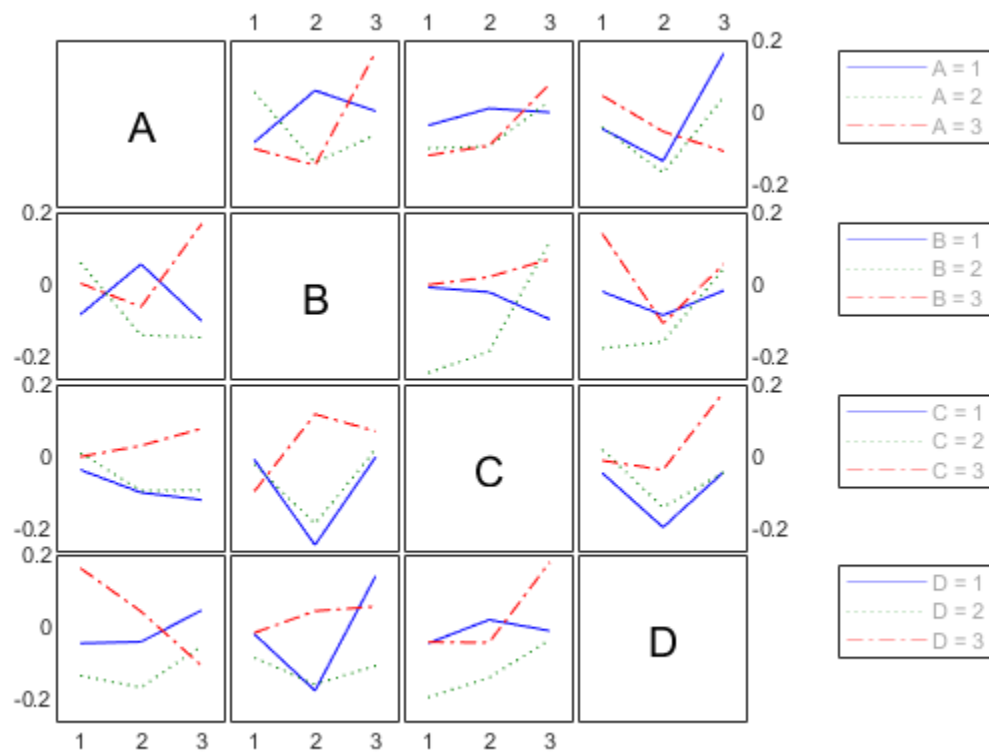 1 2 3 1 2 3 1 2 3
A
0.2
0
-0.2
A = 1
A = 2
A = 3
0.2
0
-0.2
B
0.2
0
-0.2
B = 1
B = 2
B = 3
0.2
0
-0.2
C
0.2
0
-0.2
C = 1
C = 2
C = 3
0.2
0
-0.2
D
D = 1
D = 2
D = 3
1 2 3 1 2 3 1 2 3